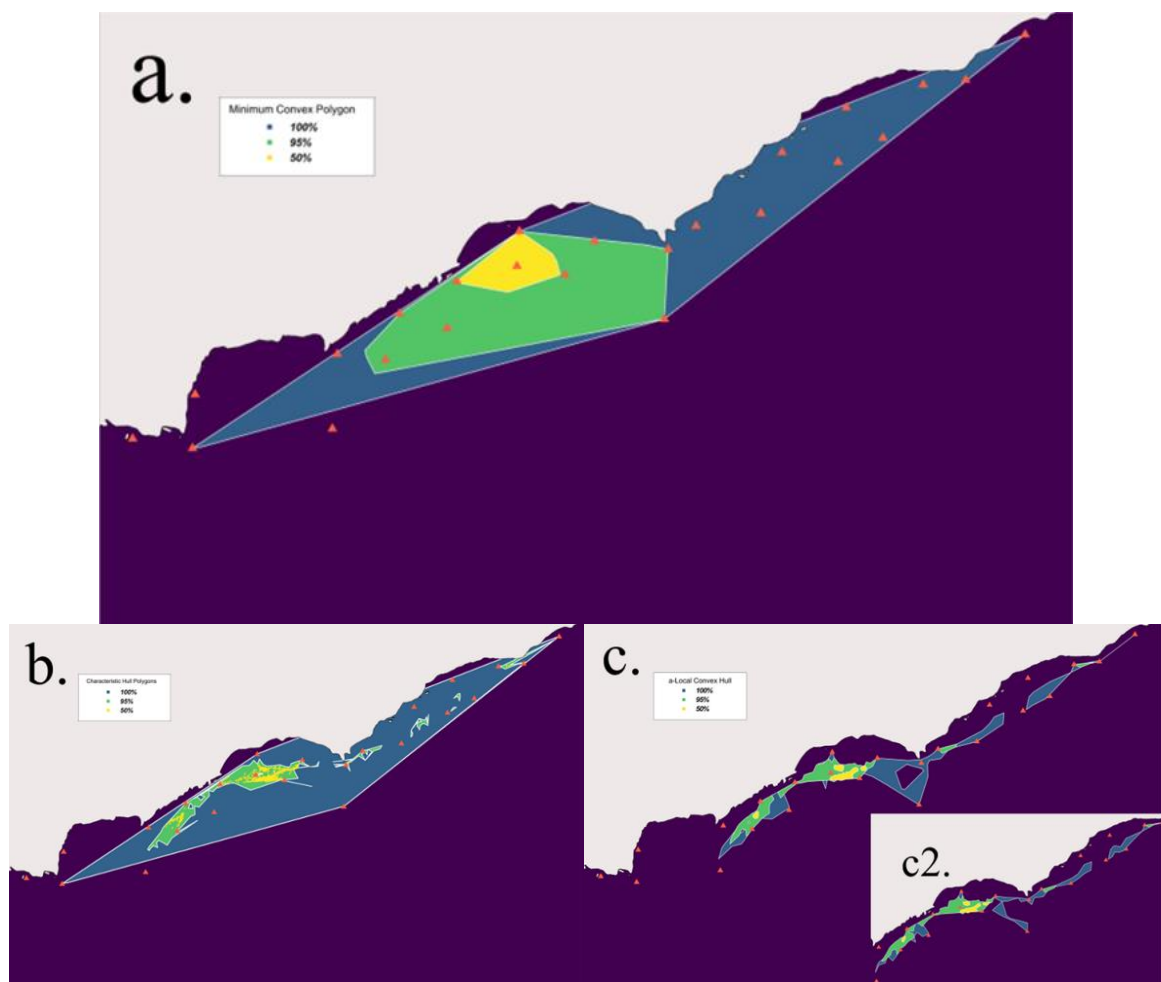 a.
Minimum Convex Polygon
100%
95%
50%
b.
Characteristic Hull Polygons
100%
95%
50%
c.
a-Local Convex Hull
100%
95%
50%
c2.